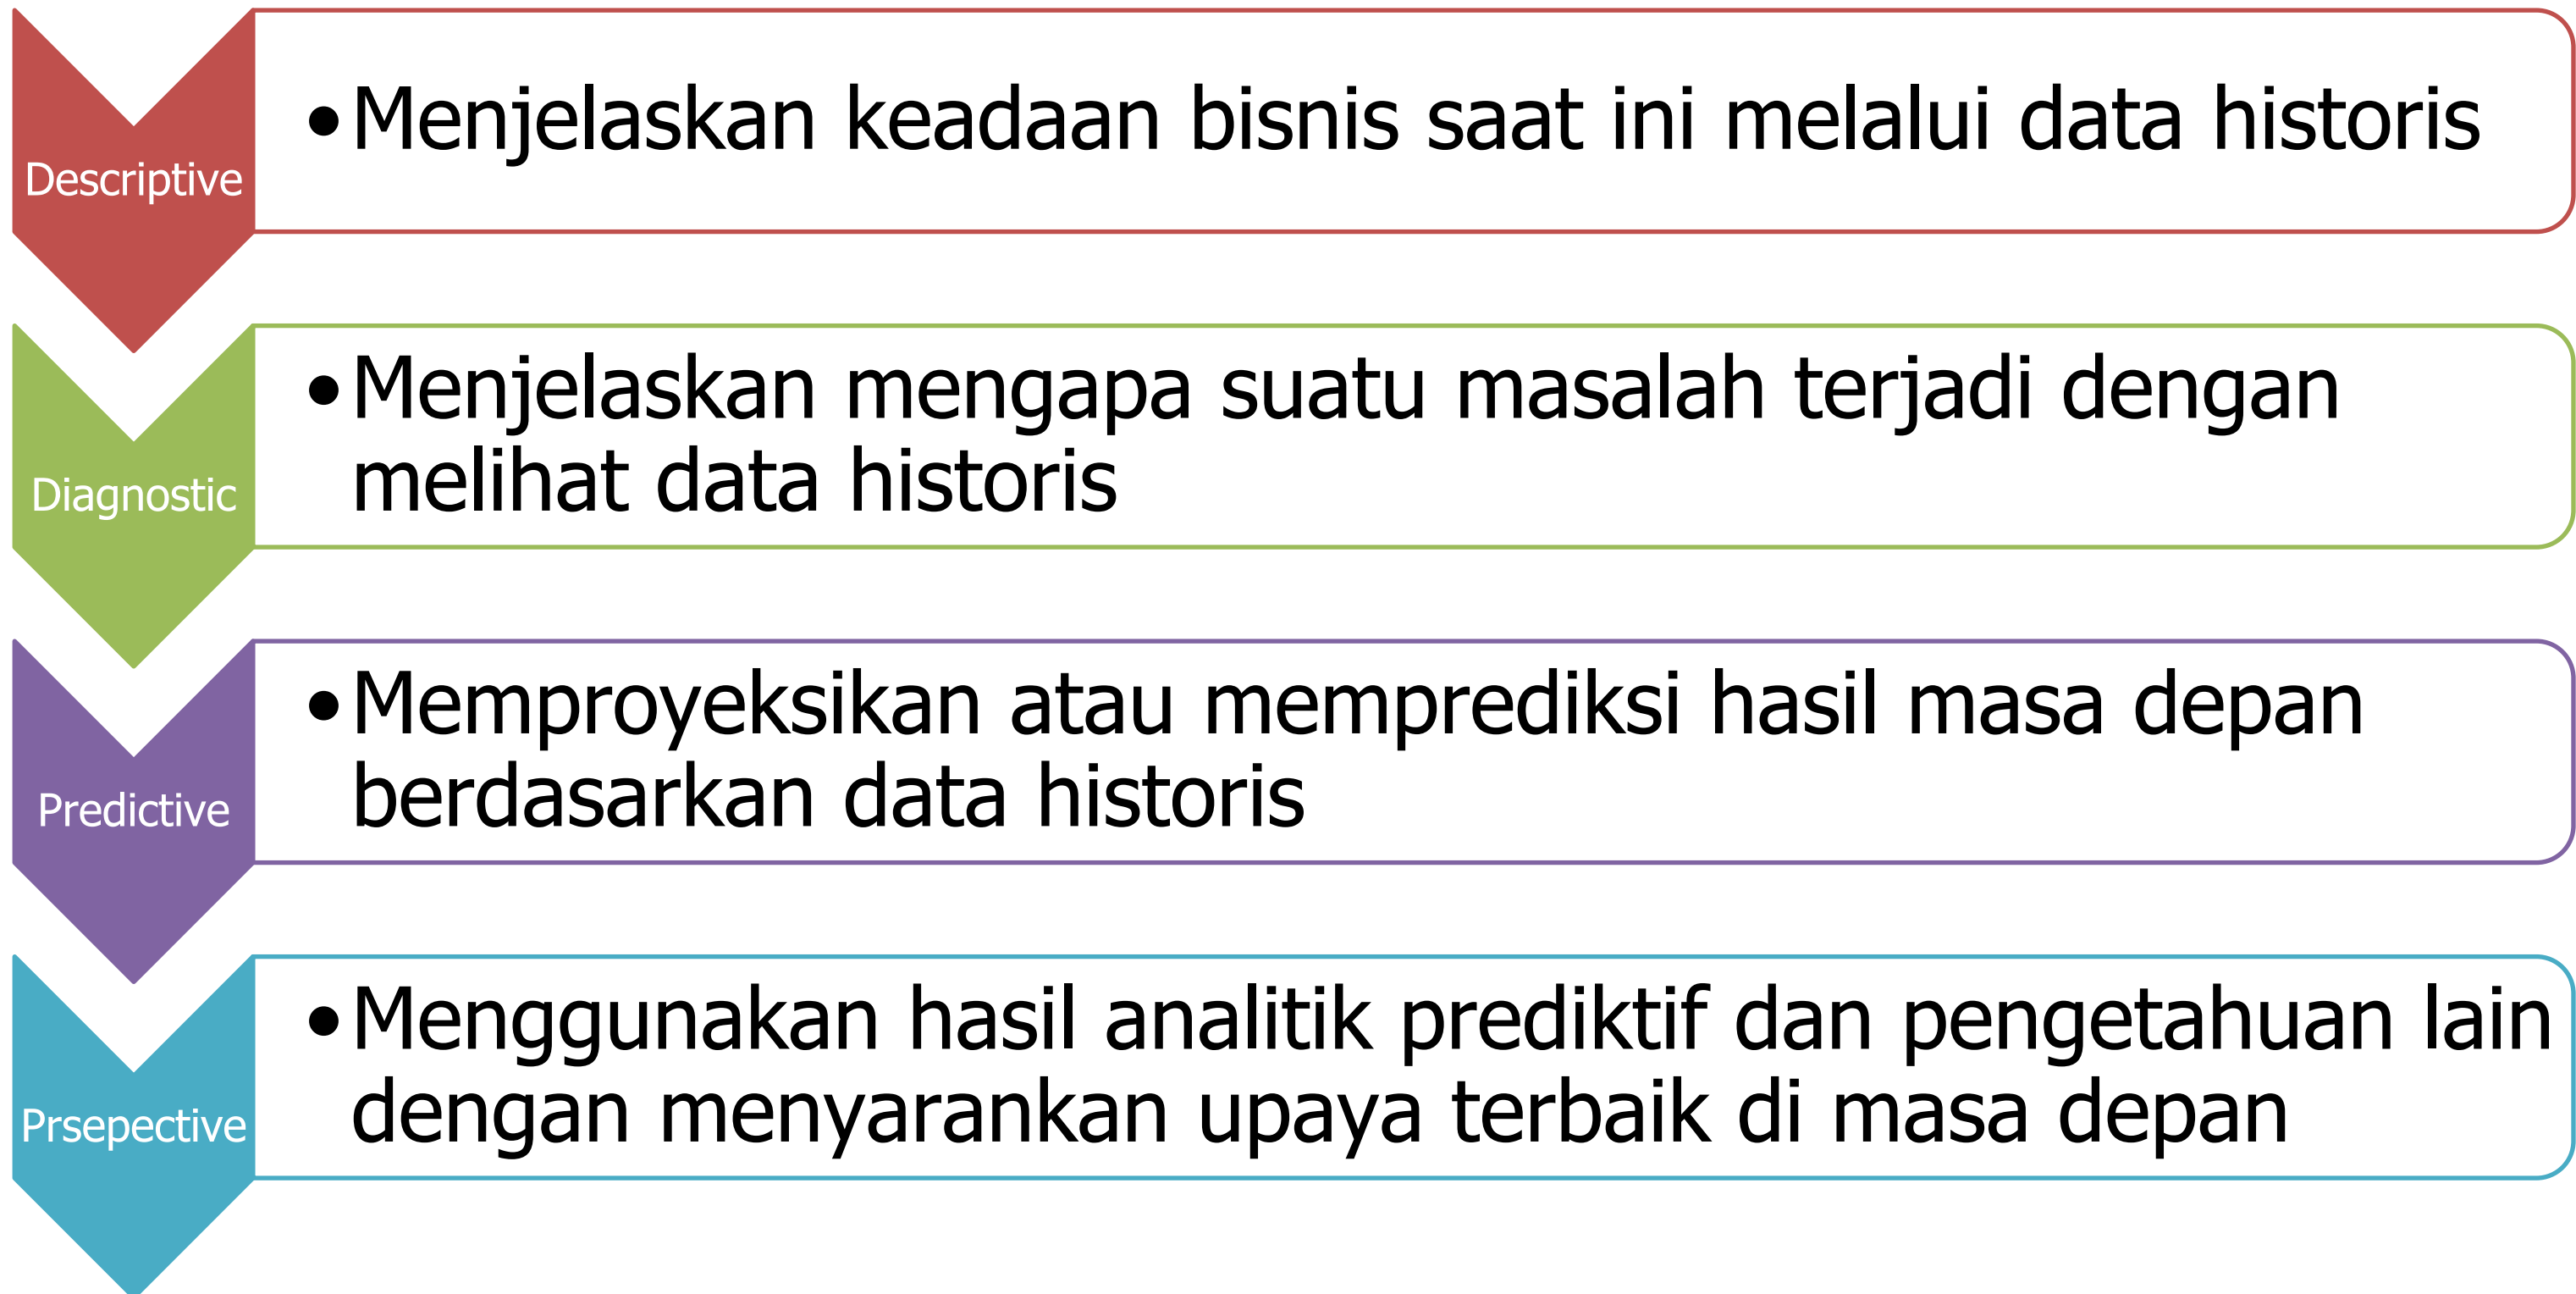 Descriptive
•Menjelaskan keadaan bisnis saat ini melalui data historis
Diagnostic
•Menjelaskan mengapa suatu masalah terjadi dengan
melihat data historis
Predictive
•Memproyeksikan atau memprediksi hasil masa depan
berdasarkan data historis
Prsepective
•Menggunakan hasil analitik prediktif dan pengetahuan lain
dengan menyarankan upaya terbaik di masa depan